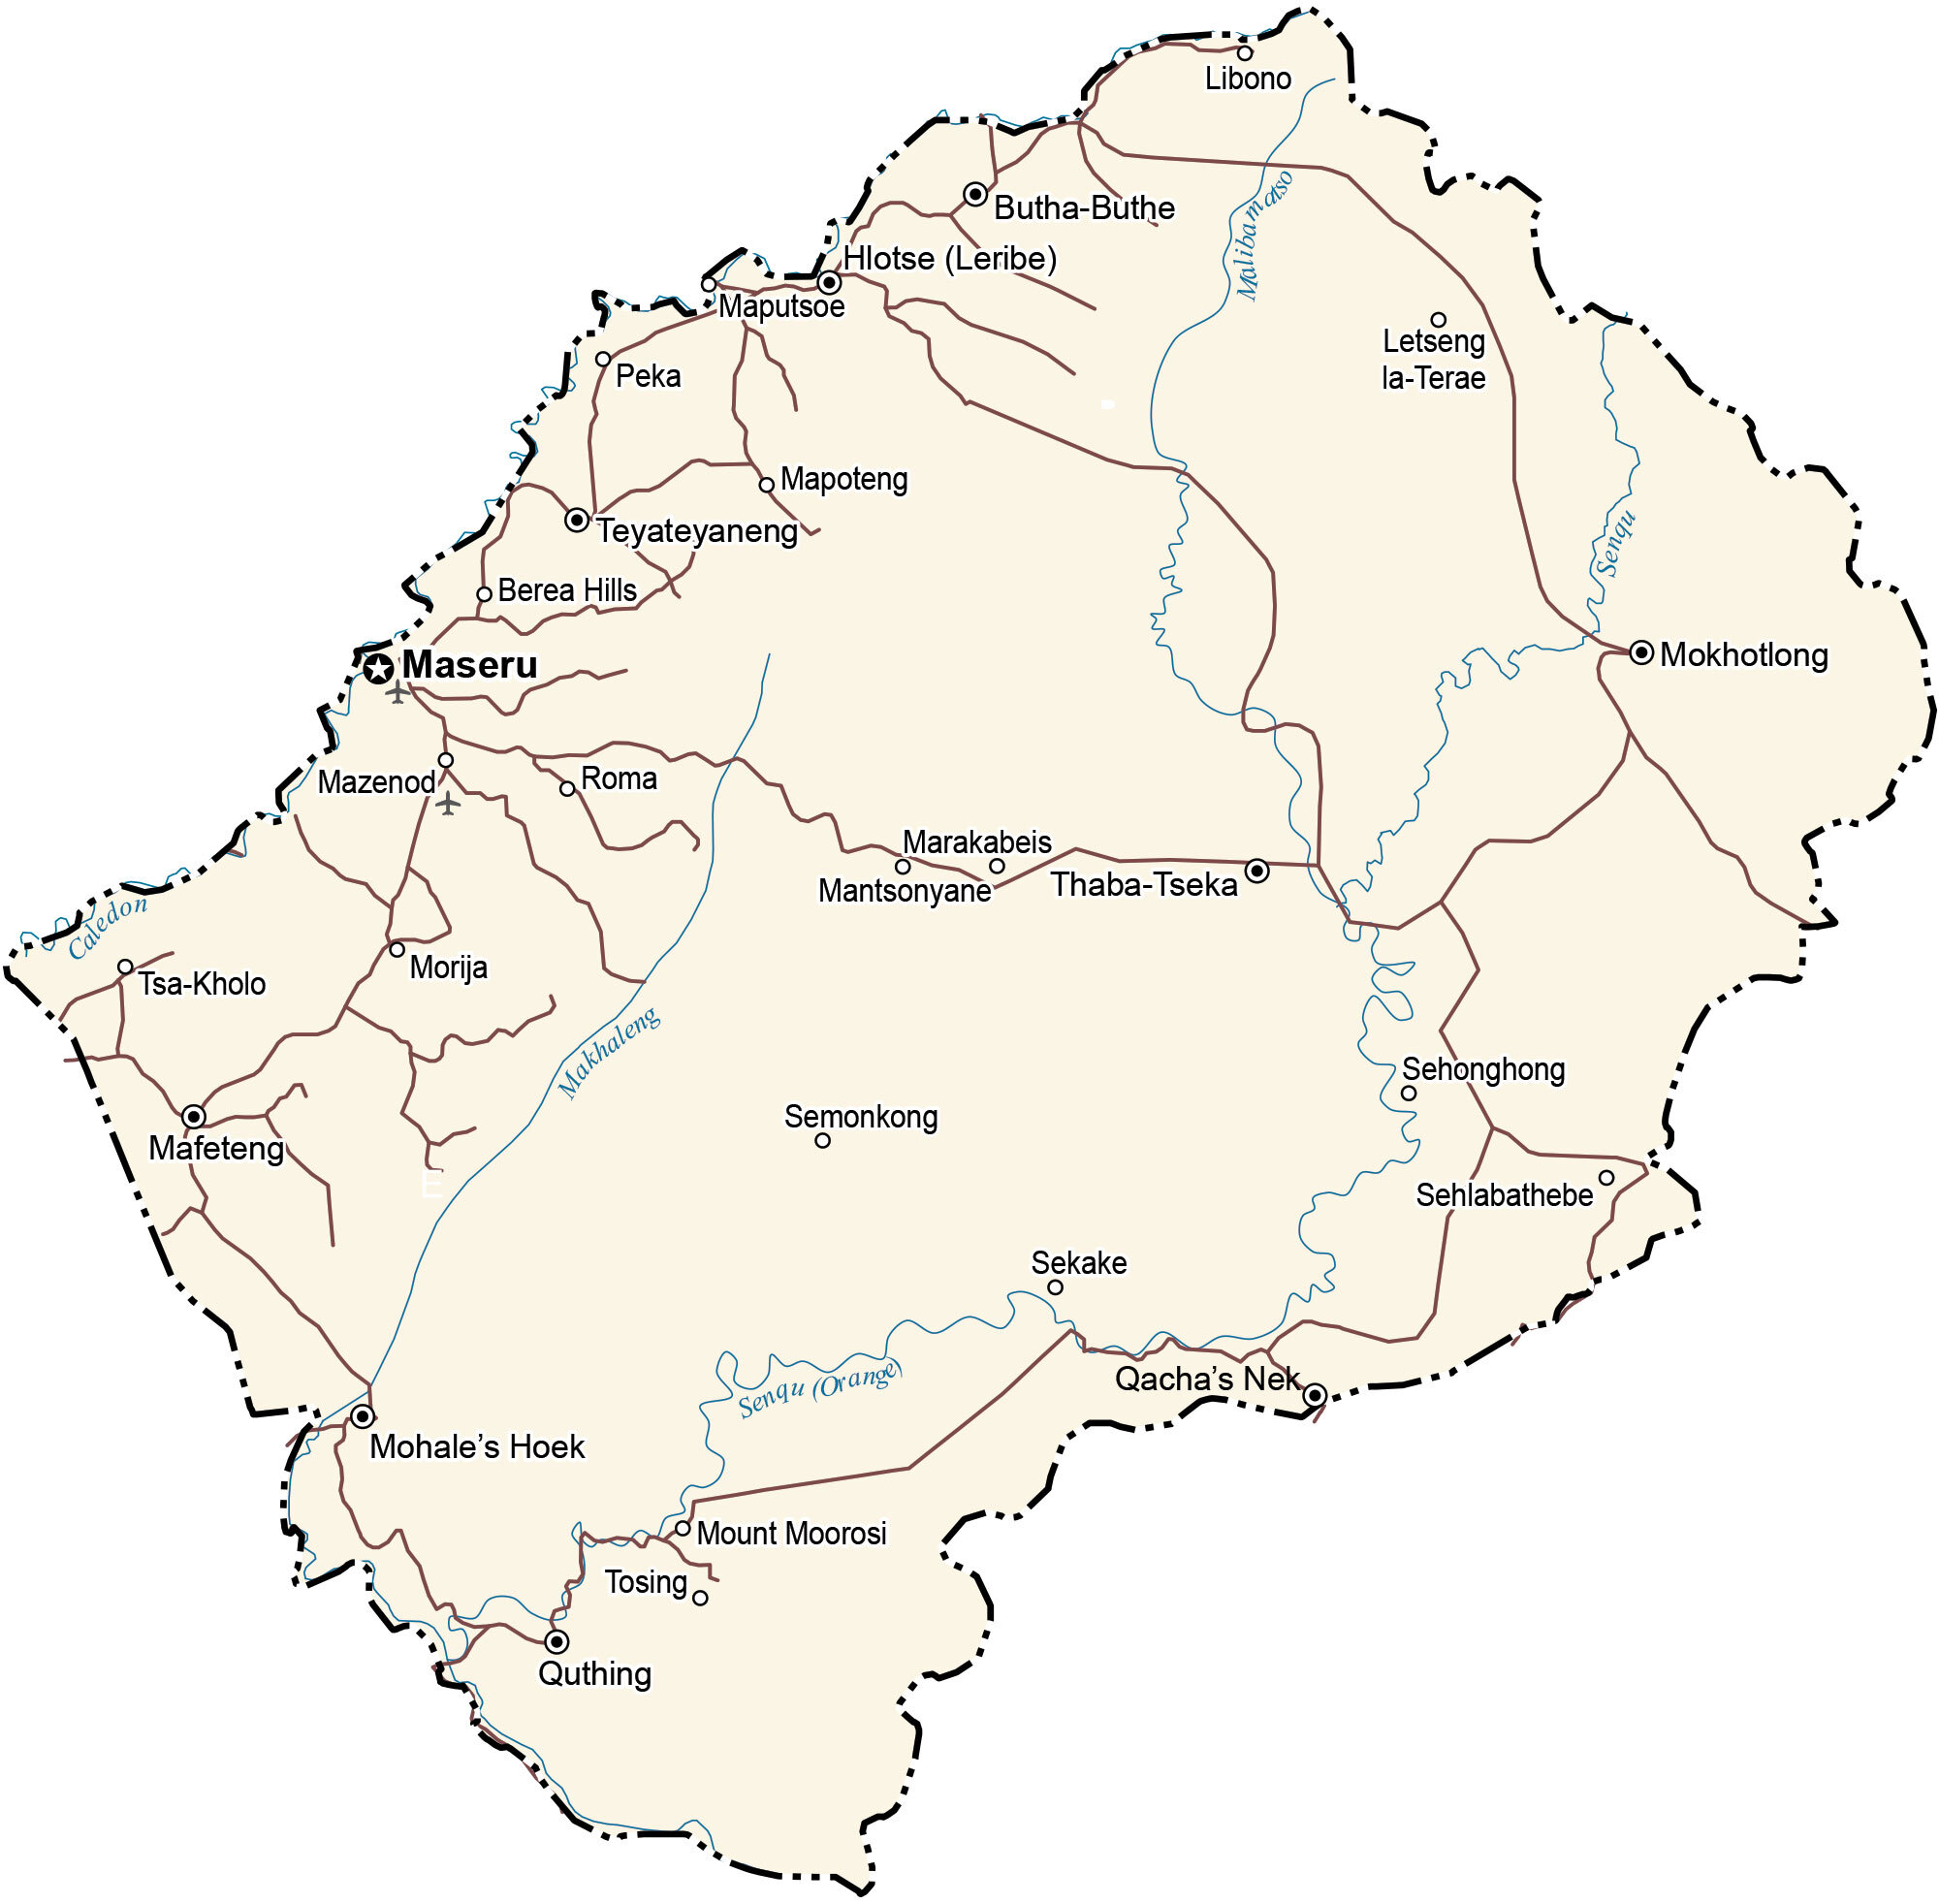 Libono
Butha-Buthe
Malibamatso
Hlotse (Leribe)
Maputsoe
Letseng
la-Terae
Peka
Mapoteng
Teyateyaneng
Senqu
Berea Hills
Maseru
Mokhotlong
Mazenod
Roma
Marakabeis
Mantsonyane
Thaba-Tseka
Caledon
Morija
Tsa-Kholo
Makhaleng
Sehonghong
Semonkong
Mafeteng
E
Sehlabathebe
Sekake
Qacha’s Nek
Senqu (Orange)
Mohale’s Hoek
Mount Moorosi
Tosing
Quthing